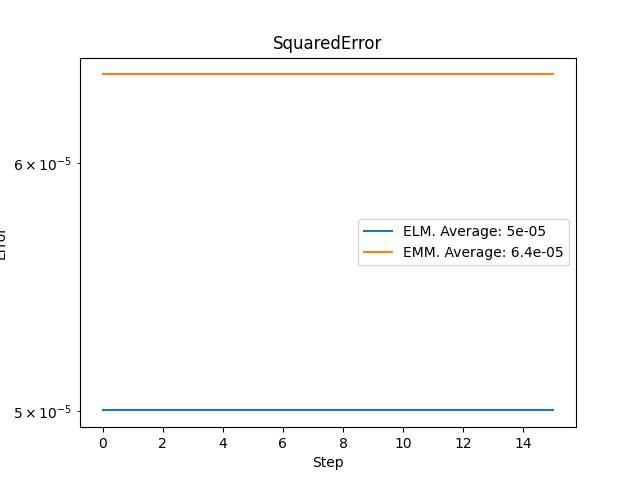 SquaredError
6 × 10⁻⁵
Error
ELM. Average: 5e-05
EMM. Average: 6.4e-05
5 × 10⁻⁵
0 2 4 6 8 10 12 14
Step